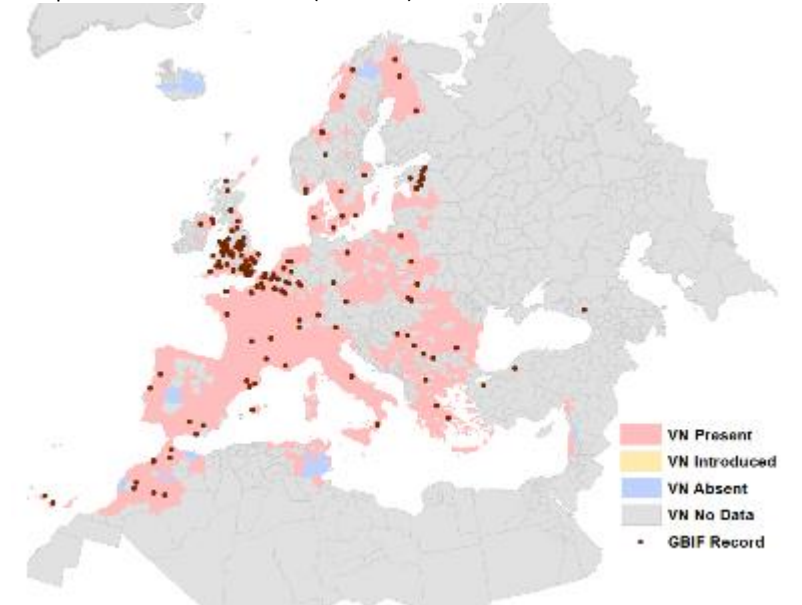 VN Present
VN Introduced
VN Absent
VN No Data
GBIF Record